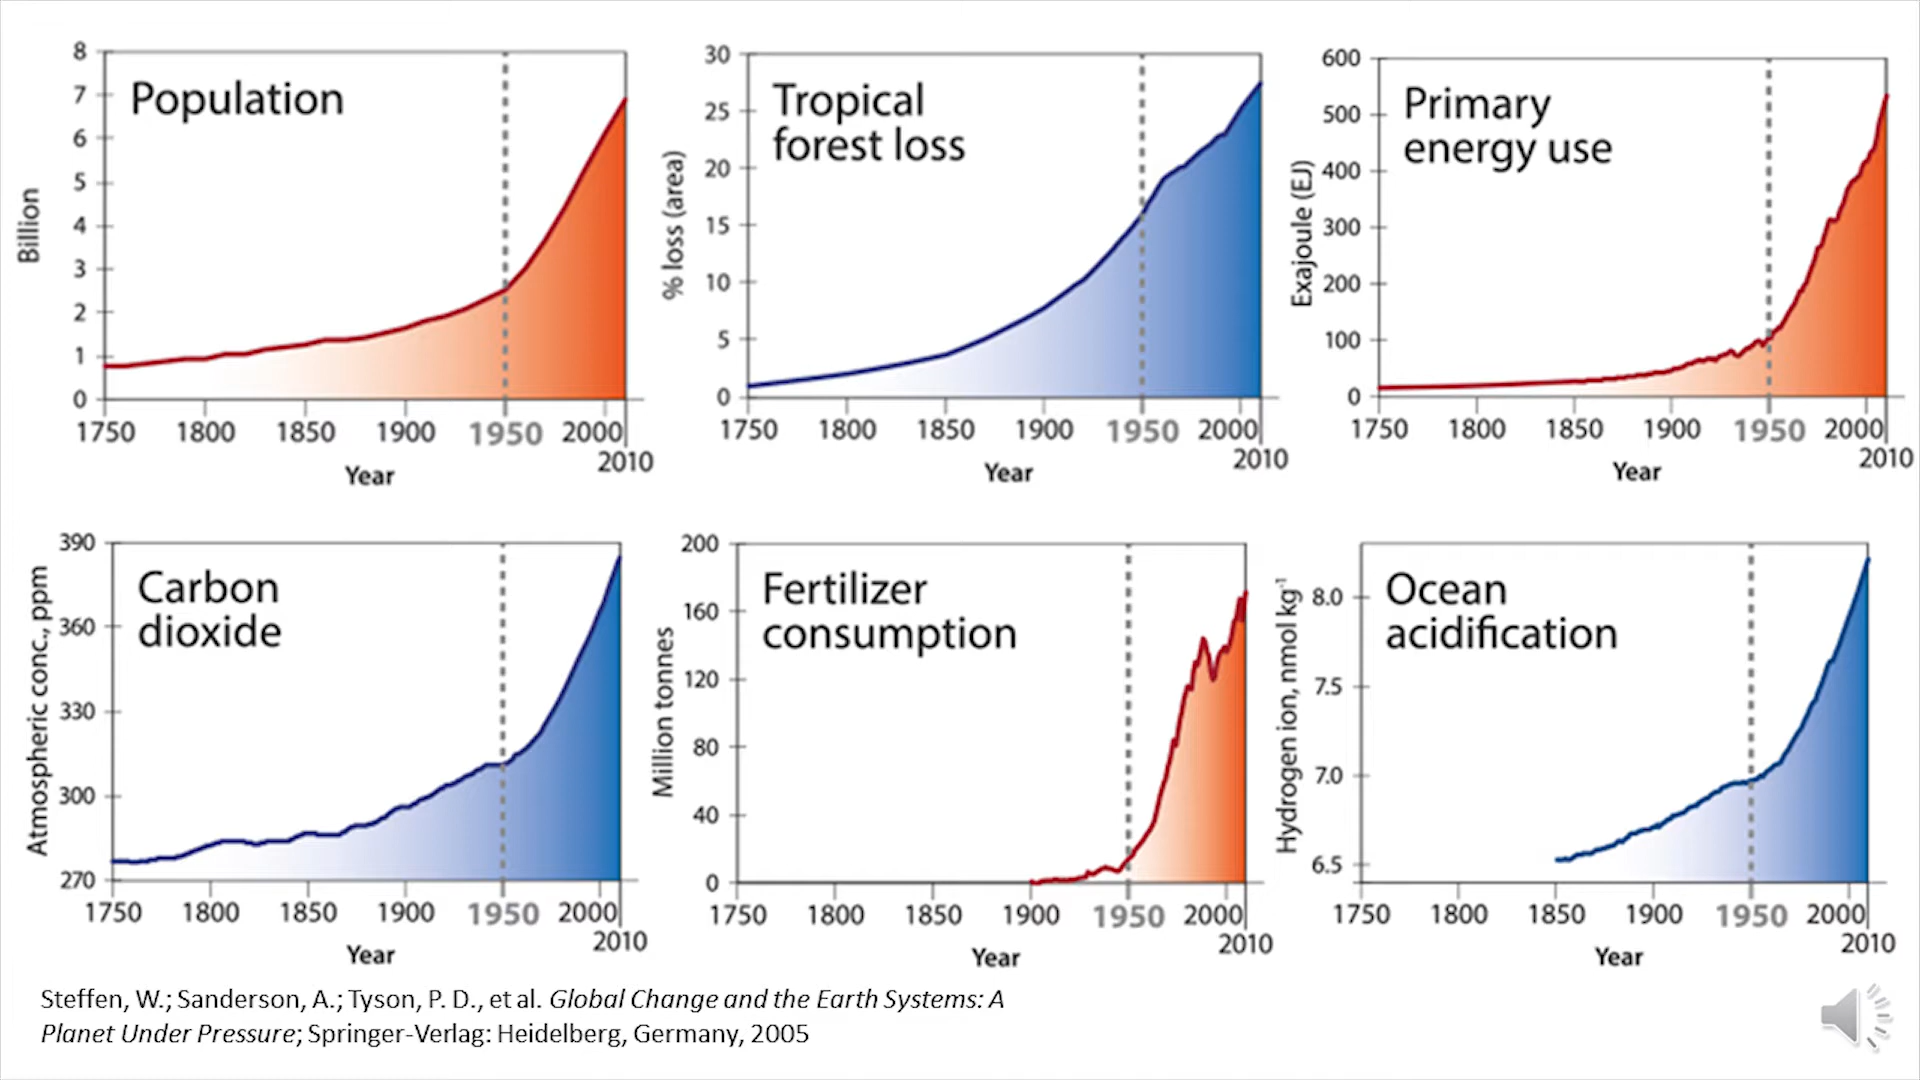 Population
Billion
8
7
6
5
4
3
2
1
0
1750 1800 1850 1900 1950 2000
2010
Year
Tropical
forest loss
% loss (area)
30
25
20
15
10
5
0
1750 1800 1850 1900 1950 2000
2010
Year
Primary
energy use
Exajoule (EJ)
600
500
400
300
200
100
0
1750 1800 1850 1900 1950 2000
2010
Year
Carbon
dioxide
Atmospheric conc., ppm
390
360
330
300
270
1750 1800 1850 1900 1950 2000
2010
Year
Fertilizer
consumption
Million tonnes
200
160
120
80
40
0
1750 1800 1850 1900 1950 2000
2010
Year
Ocean
acidification
Hydrogen ion, nmol kg⁻¹
8.0
7.5
7.0
6.5
1750 1800 1850 1900 1950 2000
2010
Year
Steffen, W.; Sanderson, A.; Tyson, P. D., et al. Global Change and the Earth Systems: A
Planet Under Pressure; Springer-Verlag: Heidelberg, Germany, 2005